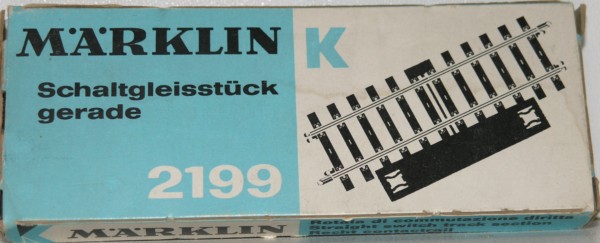 MÄRKLIN K
Schaltgleisstück
gerade
2199
K MÄRKLIN
Straight switch track section